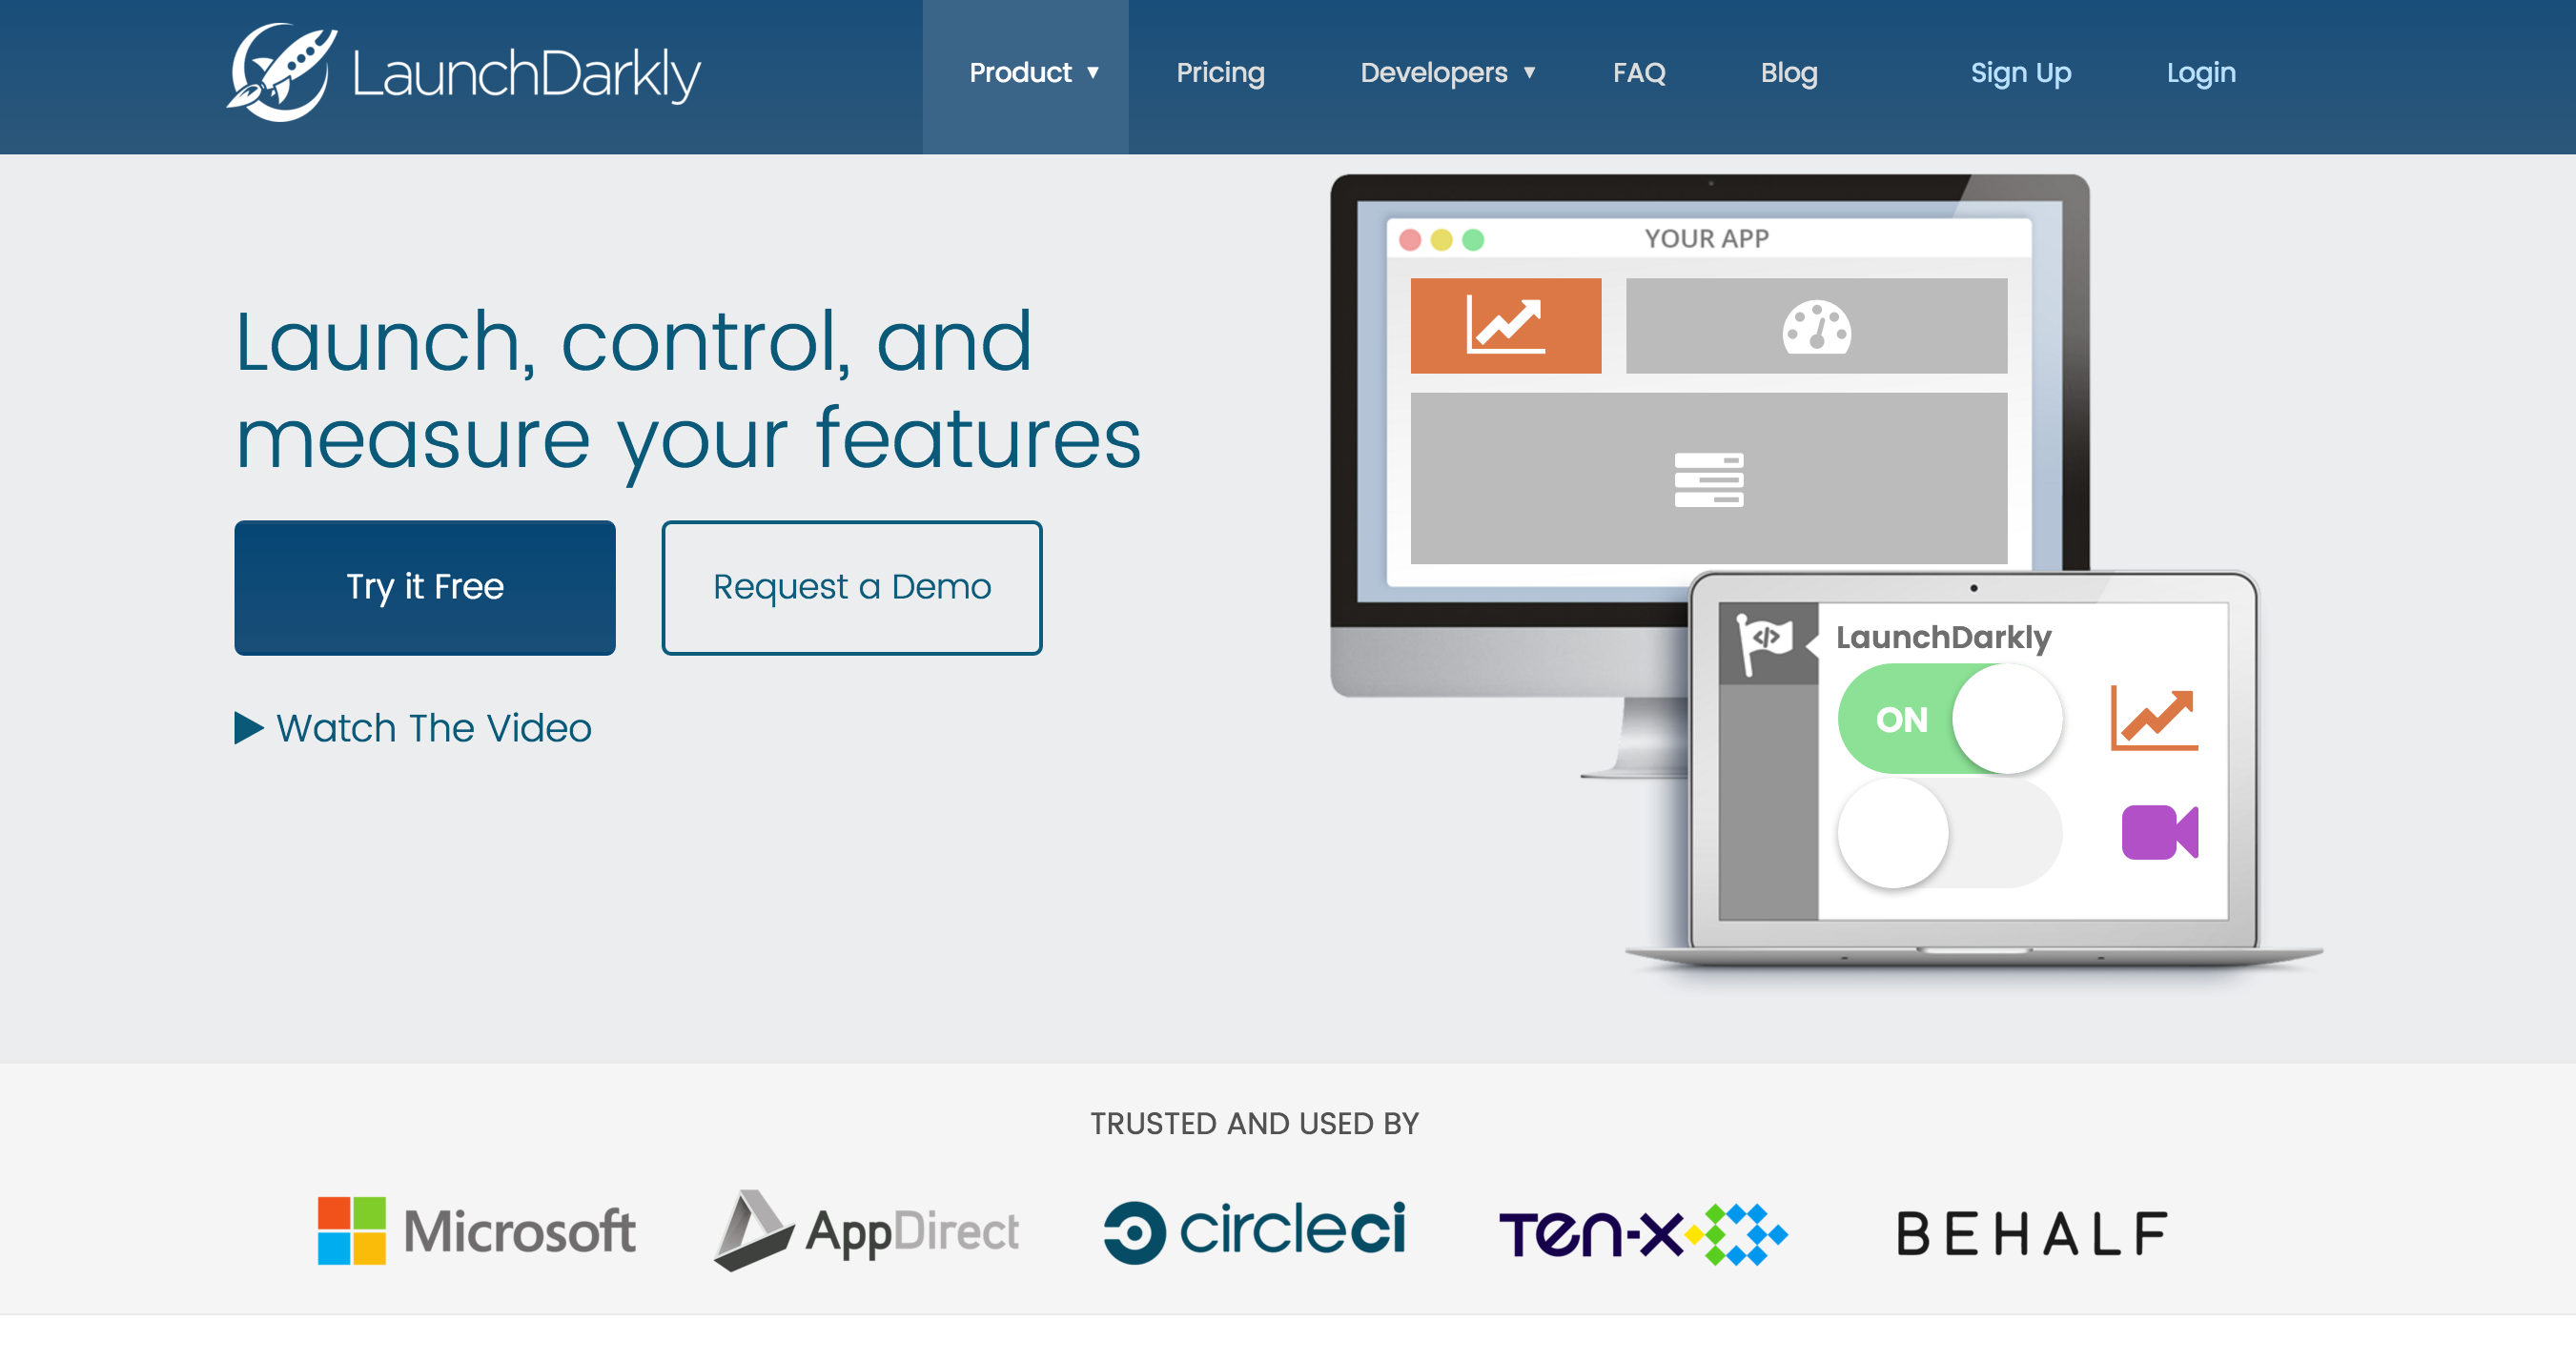 LaunchDarkly
Product ▼ Pricing Developers ▼ FAQ Blog Sign Up Login
YOUR APP
Launch, control, and
measure your features
Try it Free Request a Demo
Watch The Video
LaunchDarkly
ON
TRUSTED AND USED BY
Microsoft AppDirect circleci Ten-X BEHALF